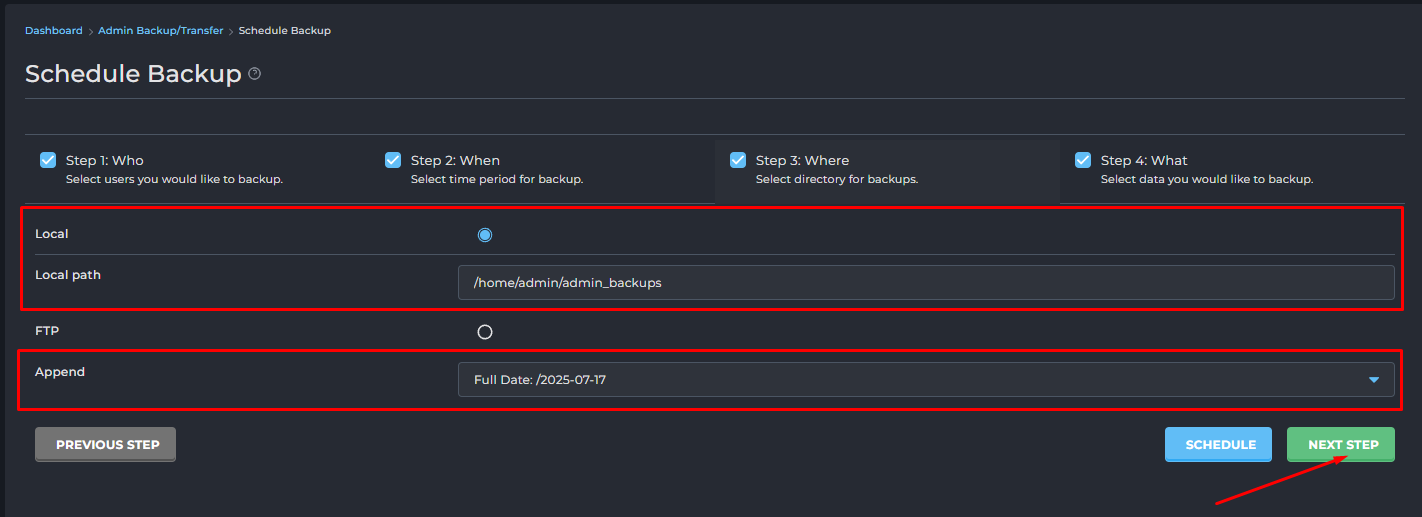 Dashboard > Admin Backup/Transfer > Schedule Backup
Schedule Backup ?
Step 1: Who
Select users you would like to backup.
Step 2: When
Select time period for backup.
Step 3: Where
Select directory for backups.
Step 4: What
Select data you would like to backup.
Local
Local path
/home/admin/admin_backups
FTP
Append
Full Date: /2025-07-17
PREVIOUS STEP
SCHEDULE
NEXT STEP